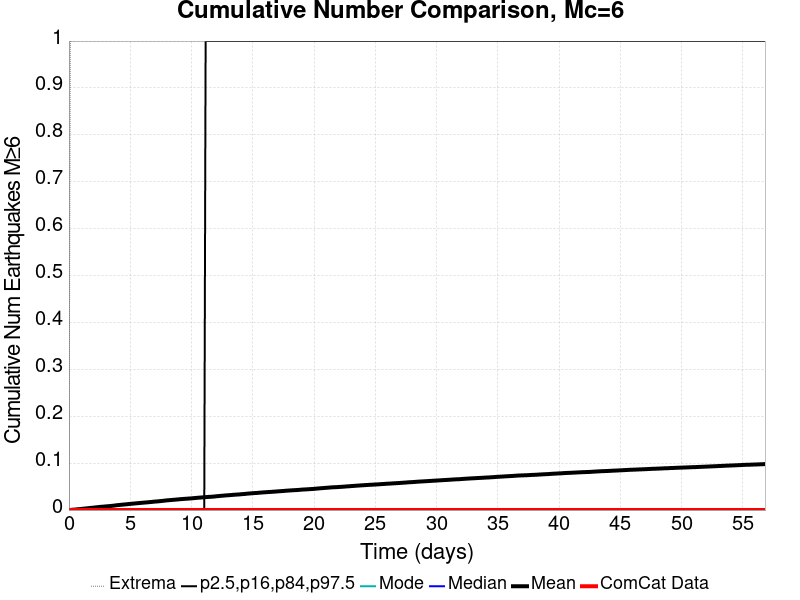 Cumulative Number Comparison, Mc=6
Cumulative Num Earthquakes M≥6
1
0.9
0.8
0.7
0.6
0.5
0.4
0.3
0.2
0.1
0
0 5 10 15 20 25 30 35 40 45 50 55
Time (days)
Extrema p2.5,p16,p84,p97.5 Mode Median Mean ComCat Data